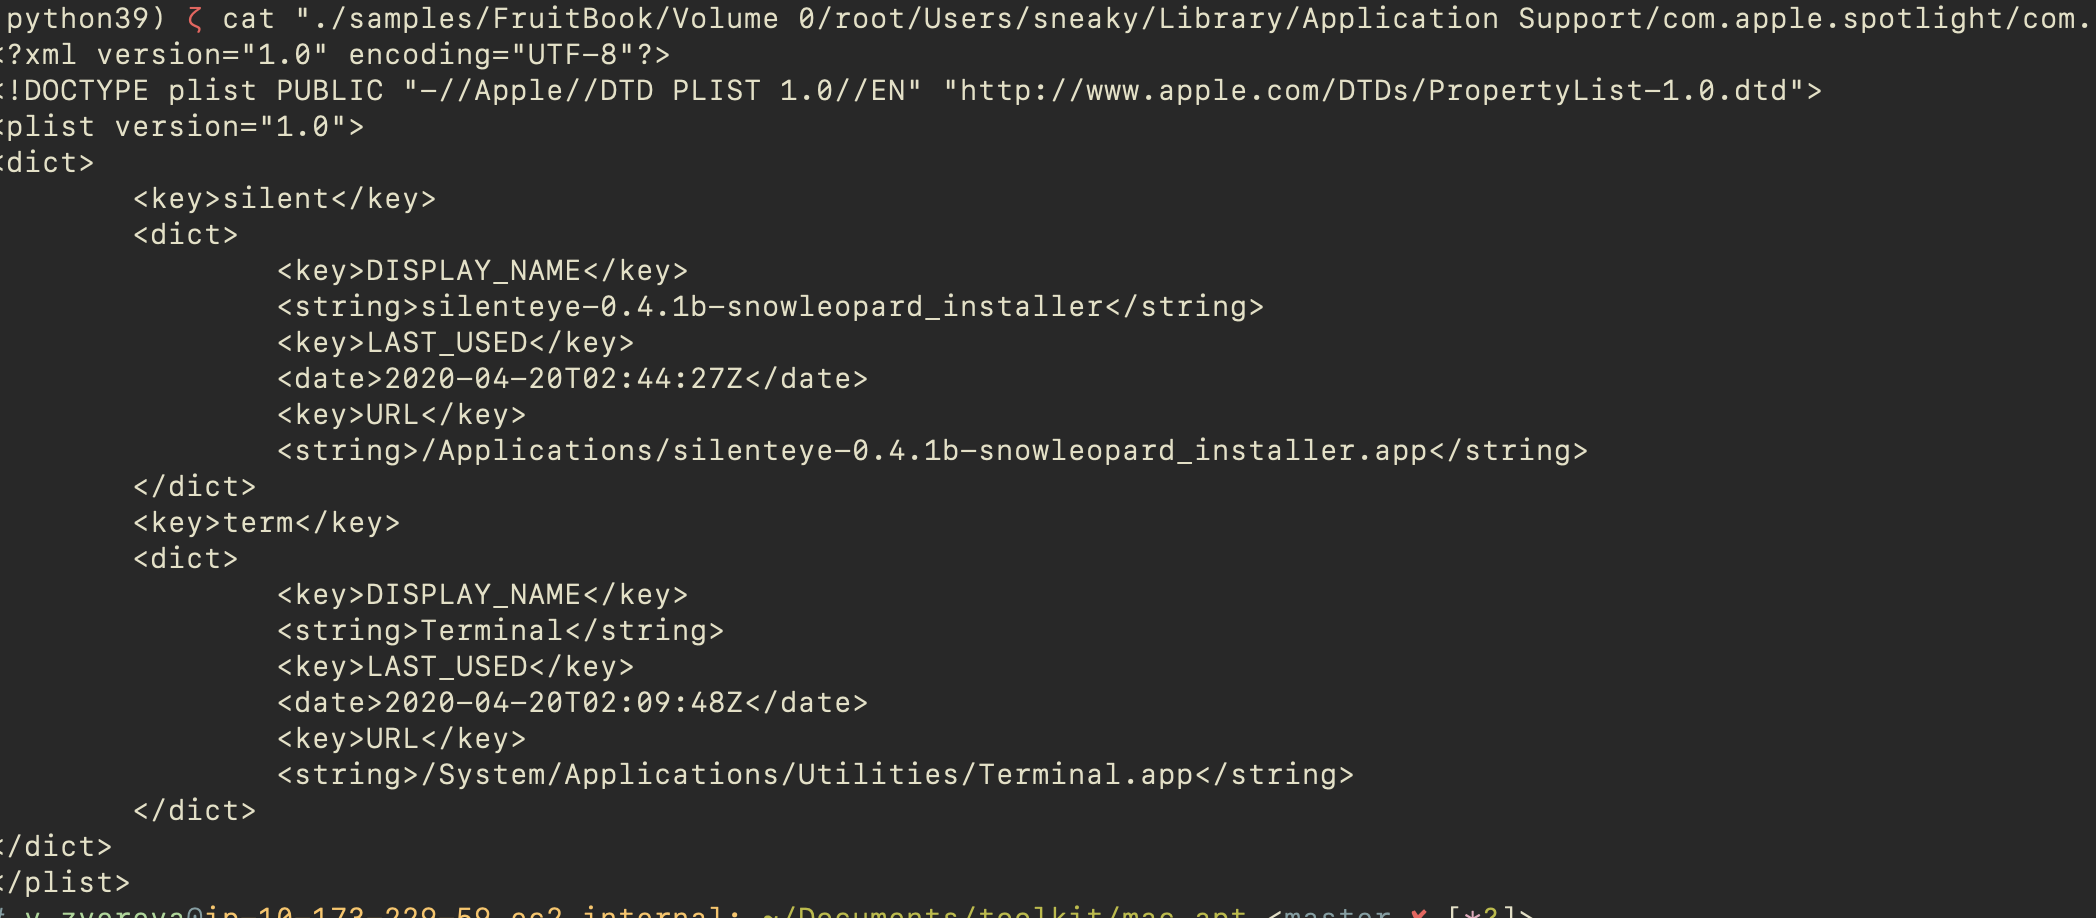 python39) ζ cat "./samples/FruitBook/Volume 0/root/Users/sneaky/Library/Application Support/com.apple.spotlight/com.
<?xml version="1.0" encoding="UTF-8"?>
<!DOCTYPE plist PUBLIC "-//Apple//DTD PLIST 1.0//EN" "http://www.apple.com/DTDs/PropertyList-1.0.dtd">
<plist version="1.0">
<dict>
<key>silent</key>
<dict>
<key>DISPLAY_NAME</key>
<string>silenteye-0.4.1b-snowleopard_installer</string>
<key>LAST_USED</key>
<date>2020-04-20T02:44:27Z</date>
<key>URL</key>
<string>/Applications/silenteye-0.4.1b-snowleopard_installer.app</string>
</dict>
<key>term</key>
<dict>
<key>DISPLAY_NAME</key>
<string>Terminal</string>
<key>LAST_USED</key>
<date>2020-04-20T02:09:48Z</date>
<key>URL</key>
<string>/System/Applications/Utilities/Terminal.app</string>
</dict>
</dict>
</plist>
~/Documents/toolkit/mac_apt <master ✘ [*?]>